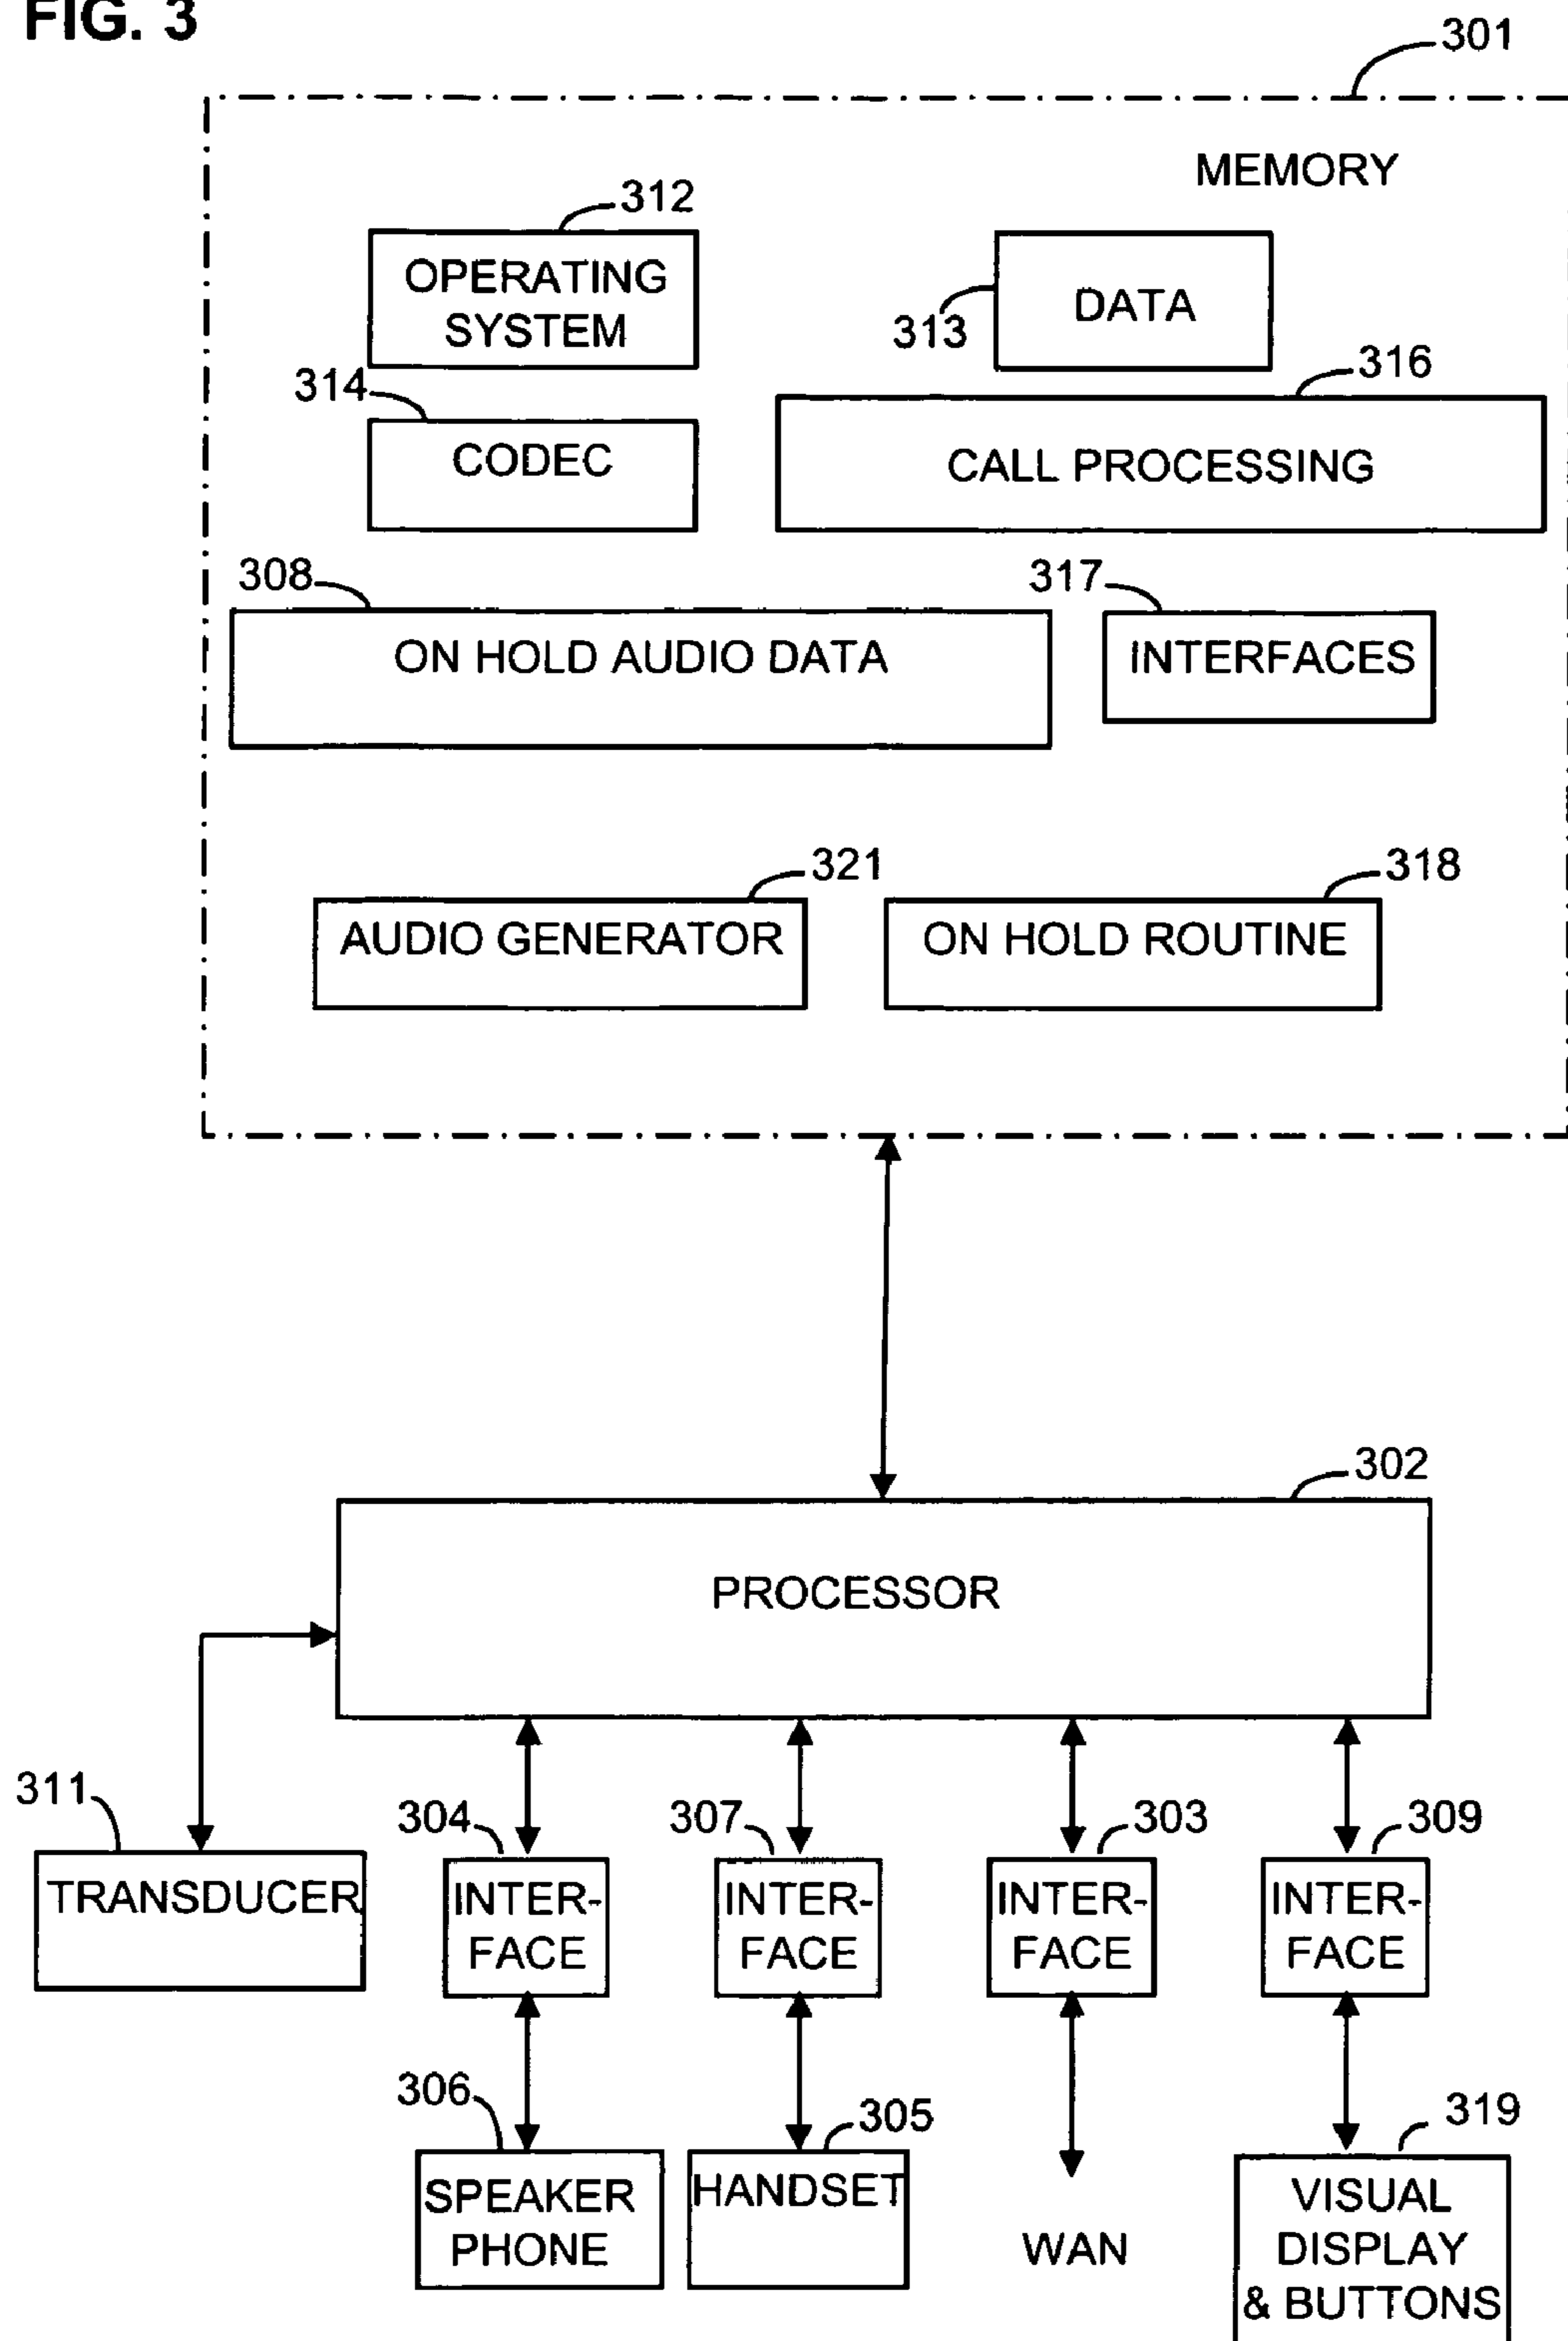 FIG. 3
301
MEMORY
312
OPERATING
SYSTEM
313
DATA
314
CODEC
316
CALL PROCESSING
308
ON HOLD AUDIO DATA
317
INTERFACES
321
AUDIO GENERATOR
318
ON HOLD ROUTINE
302
PROCESSOR
311
TRANSDUCER
304
INTER-
FACE
307
INTER-
FACE
303
INTER-
FACE
309
INTER-
FACE
306
SPEAKER
PHONE
305
HANDSET
WAN
319
VISUAL
DISPLAY
& BUTTONS